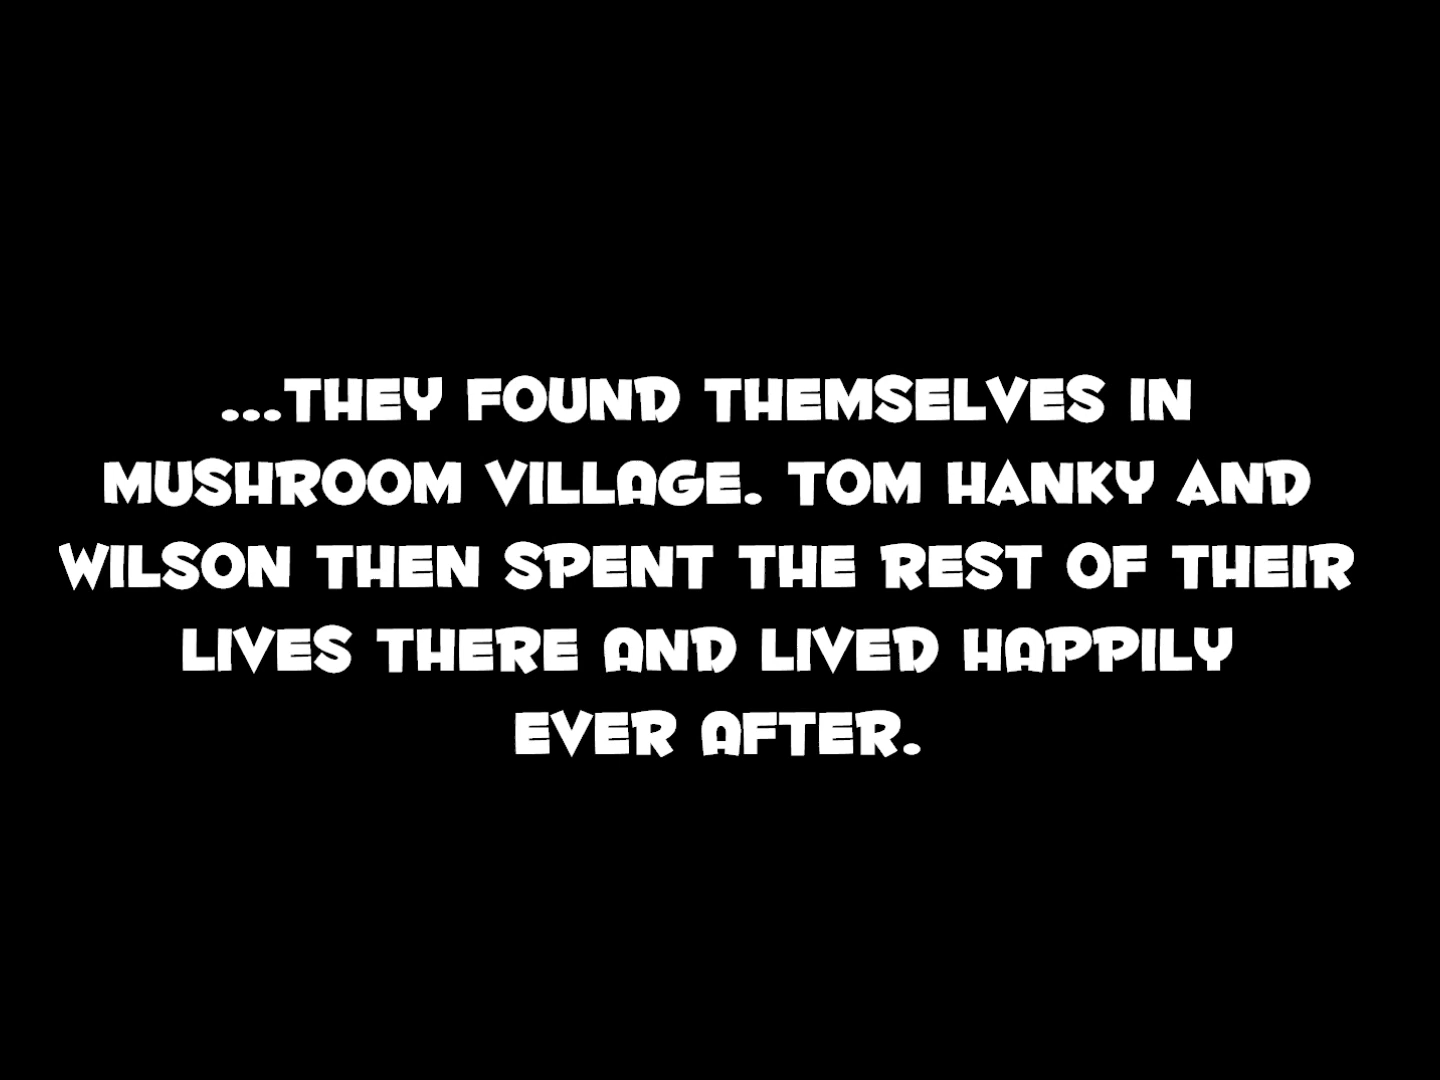 ...THEY FOUND THEMSELVES IN
MUSHROOM VILLAGE. TOM HANKY AND
WILSON THEN SPENT THE REST OF THEIR
LIVES THERE AND LIVED HAPPILY
EVER AFTER.